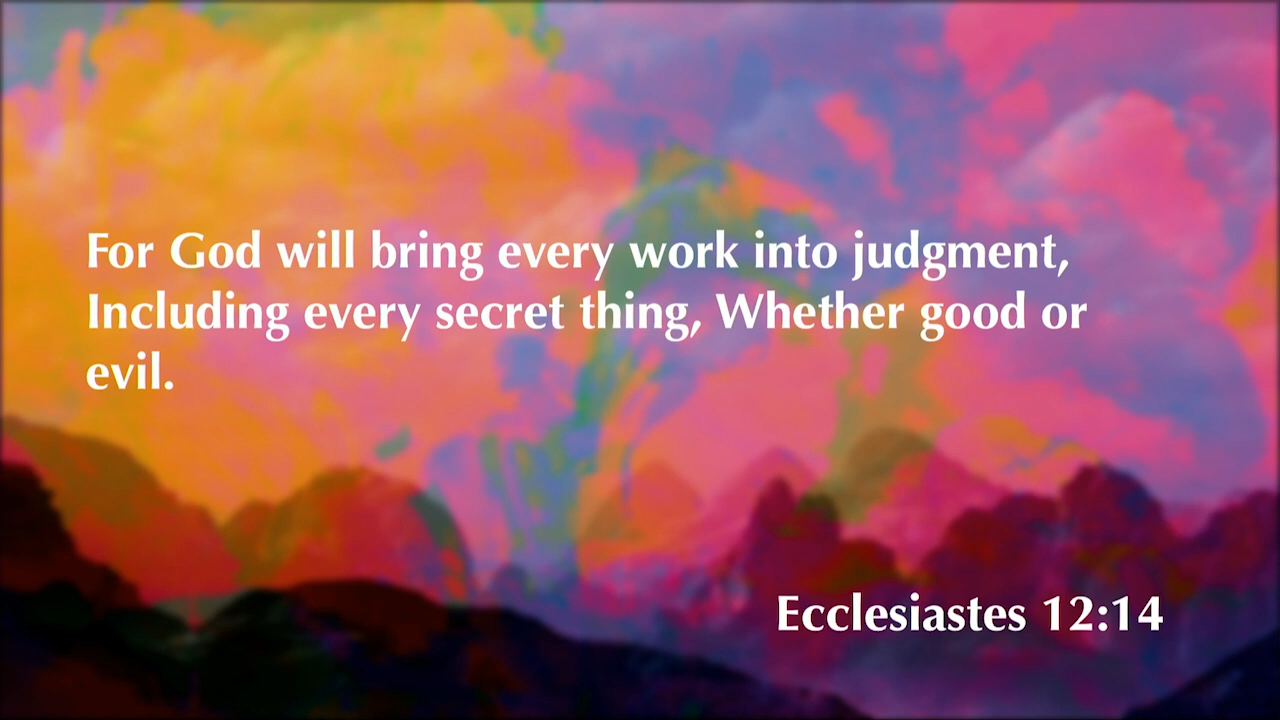 For God will bring every work into judgment,
Including every secret thing, Whether good or
evil.
Ecclesiastes 12:14